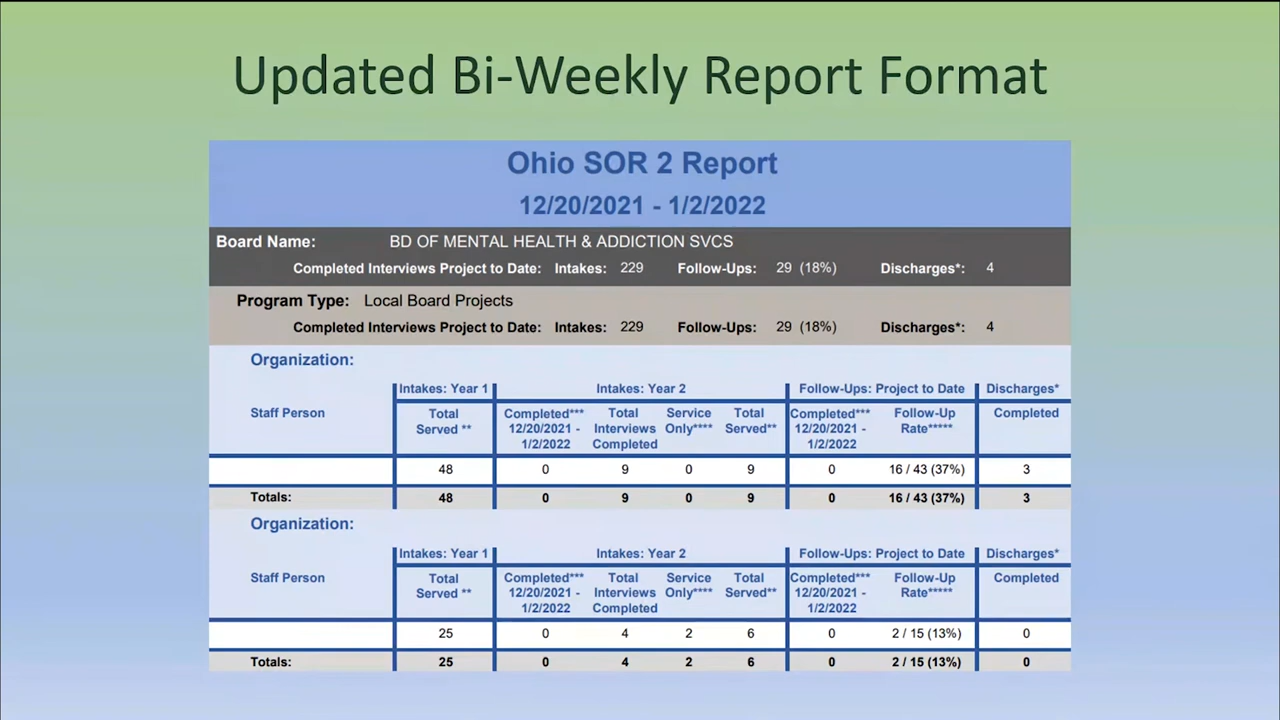 Updated Bi-Weekly Report Format
Ohio SOR 2 Report
12/20/2021 - 1/2/2022
Board Name: BD OF MENTAL HEALTH & ADDICTION SVCS
Completed Interviews Project to Date: Intakes: 229 Follow-Ups: 29 (18%) Discharges*: 4
Program Type: Local Board Projects
Completed Interviews Project to Date: Intakes: 229 Follow-Ups: 29 (18%) Discharges*: 4
Organization:
Intakes: Year 1 Intakes: Year 2 Follow-Ups: Project to Date Discharges*
Staff Person Total Completed*** Total Service Total Completed*** Follow-Up Completed
Served ** 12/20/2021 - Interviews Only**** Served** 12/20/2021 - Rate*****
1/2/2022 Completed 1/2/2022
48 0 9 0 9 0 16 / 43 (37%) 3
Totals: 48 0 9 0 9 0 16 / 43 (37%) 3
Organization:
Intakes: Year 1 Intakes: Year 2 Follow-Ups: Project to Date Discharges*
Staff Person Total Completed*** Total Service Total Completed*** Follow-Up Completed
Served ** 12/20/2021 - Interviews Only**** Served** 12/20/2021 - Rate*****
1/2/2022 Completed 1/2/2022
25 0 4 2 6 0 2 / 15 (13%) 0
Totals: 25 0 4 2 6 0 2 / 15 (13%) 0